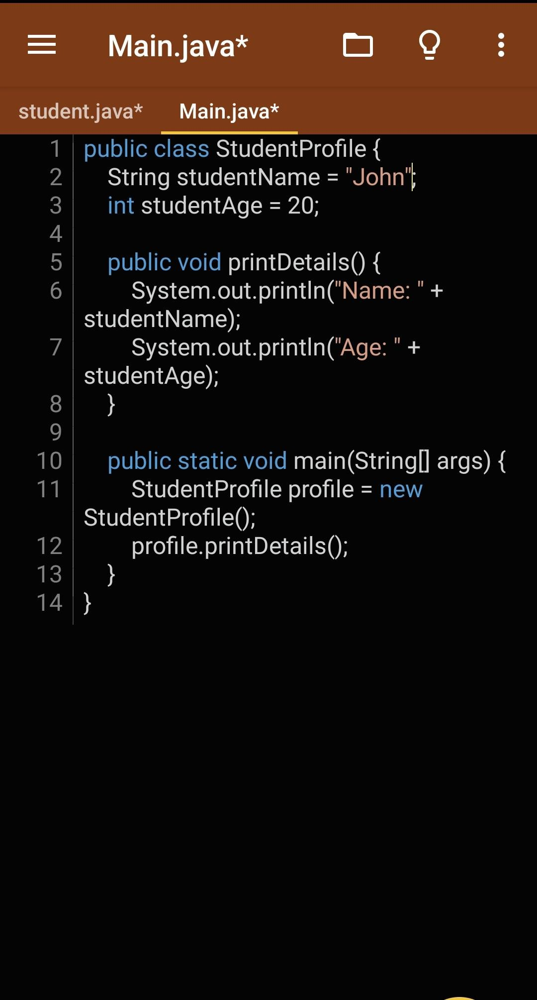 Main.java*
student.java* Main.java*
1 public class StudentProfile {
2 String studentName = "John";
3 int studentAge = 20;
4
5 public void printDetails() {
6 System.out.println("Name: " +
studentName);
7 System.out.println("Age: " +
studentAge);
8 }
9
10 public static void main(String[] args) {
11 StudentProfile profile = new
StudentProfile();
12 profile.printDetails();
13 }
14 }